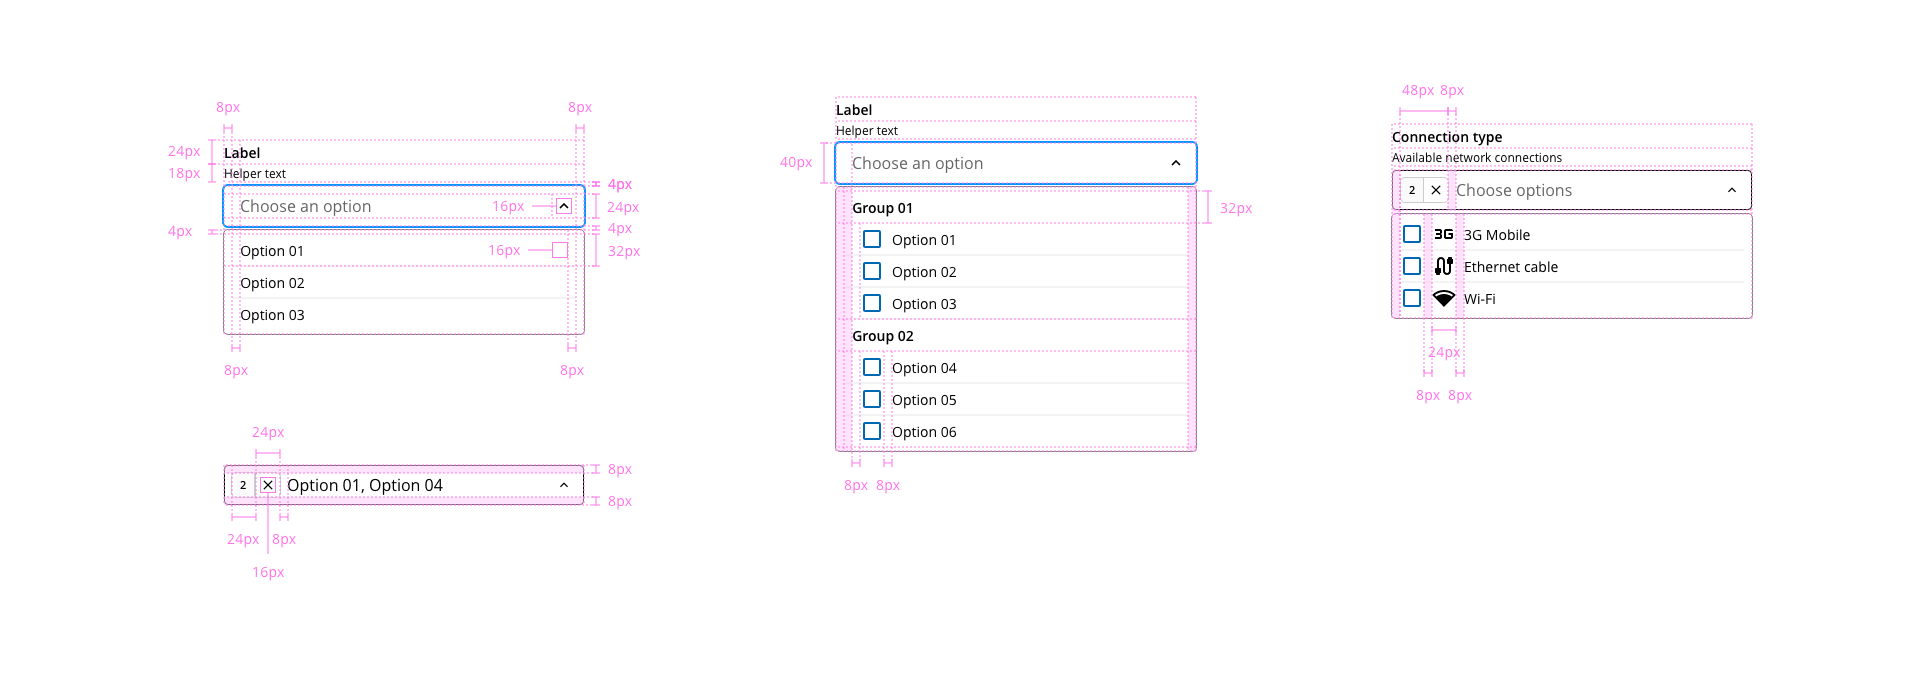 8px 8px
24px
Label
18px
Helper text
4px
Choose an option
16px
24px
4px
4px
Option 01
16px
32px
Option 02
Option 03
8px 8px
24px
2
Option 01, Option 04
8px
8px
24px 8px
16px
Label
Helper text
40px
Choose an option
Group 01
32px
Option 01
Option 02
Option 03
Group 02
Option 04
Option 05
Option 06
8px 8px
48px 8px
Connection type
Available network connections
2
Choose options
3G 3G Mobile
Ethernet cable
Wi-Fi
24px
8px 8px